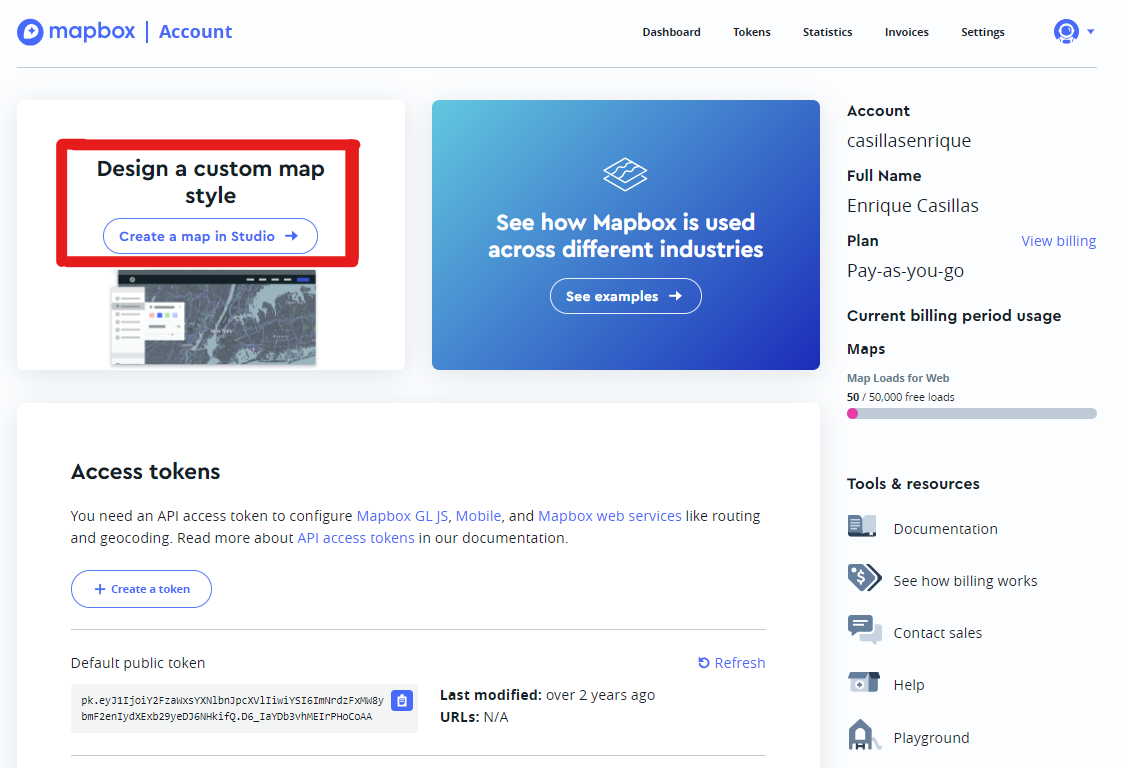 mapbox | Account
Dashboard
Tokens
Statistics
Invoices
Settings
Design a custom map
style
Create a map in Studio →
See how Mapbox is used
across different industries
See examples →
Account
casillasenrique
Full Name
Enrique Casillas
Plan
View billing
Pay-as-you-go
Current billing period usage
Maps
Map Loads for Web
50 / 50,000 free loads
Access tokens
You need an API access token to configure Mapbox GL JS, Mobile, and Mapbox web services like routing
and geocoding. Read more about API access tokens in our documentation.
+ Create a token
Default public token
Refresh
pk.eyJ1IjoiY2FzaWxsYXNlbnJpcXVlIiwiYSI6ImNrdzFxMW8y
bmF2enIydXExb29yeDJ6NHkifQ.D6_IaYDb3vhMEIrPHoCoAA
Last modified: over 2 years ago
URLs: N/A
Tools & resources
Documentation
See how billing works
Contact sales
Help
Playground